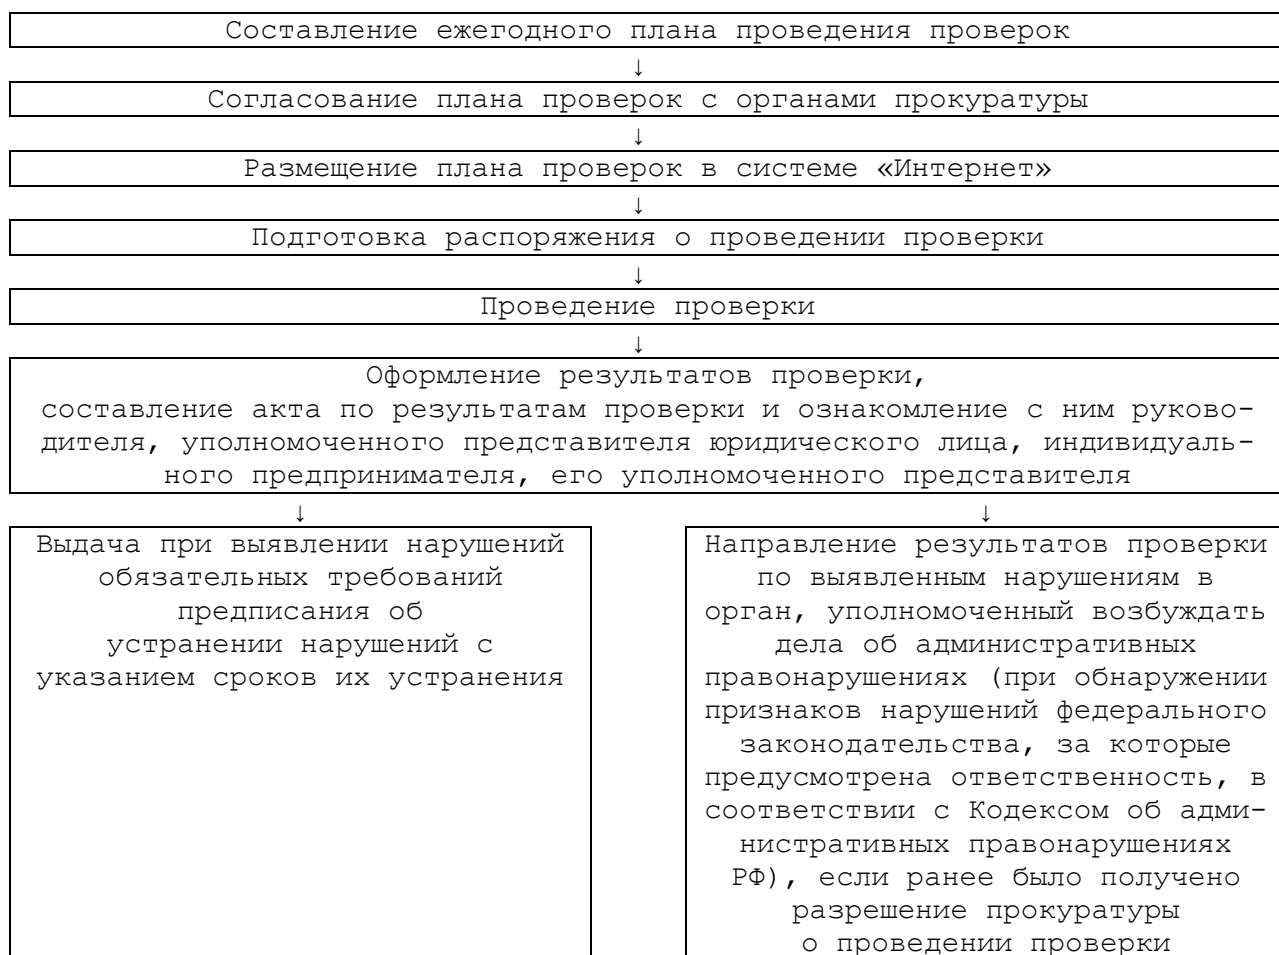 Составление ежегодного плана проведения проверок
↓
Согласование плана проверок с органами прокуратуры
↓
Размещение плана проверок в системе «Интернет»
↓
Подготовка распоряжения о проведении проверки
↓
Проведение проверки
↓
Оформление результатов проверки,
составление акта по результатам проверки и ознакомление с ним руково-
дителя, уполномоченного представителя юридического лица, индивидуаль-
ного предпринимателя, его уполномоченного представителя
↓ ↓
Выдача при выявлении нарушений
обязательных требований
предписания об
устранении нарушений с
указанием сроков их устранения
Направление результатов проверки
по выявленным нарушениям в
орган, уполномоченный возбуждать
дела об административных
правонарушениях (при обнаружении
признаков нарушений федерального
законодательства, за которые
предусмотрена ответственность, в
соответствии с Кодексом об адми-
нистративных правонарушениях
РФ), если ранее было получено
разрешение прокуратуры
о проведении проверки